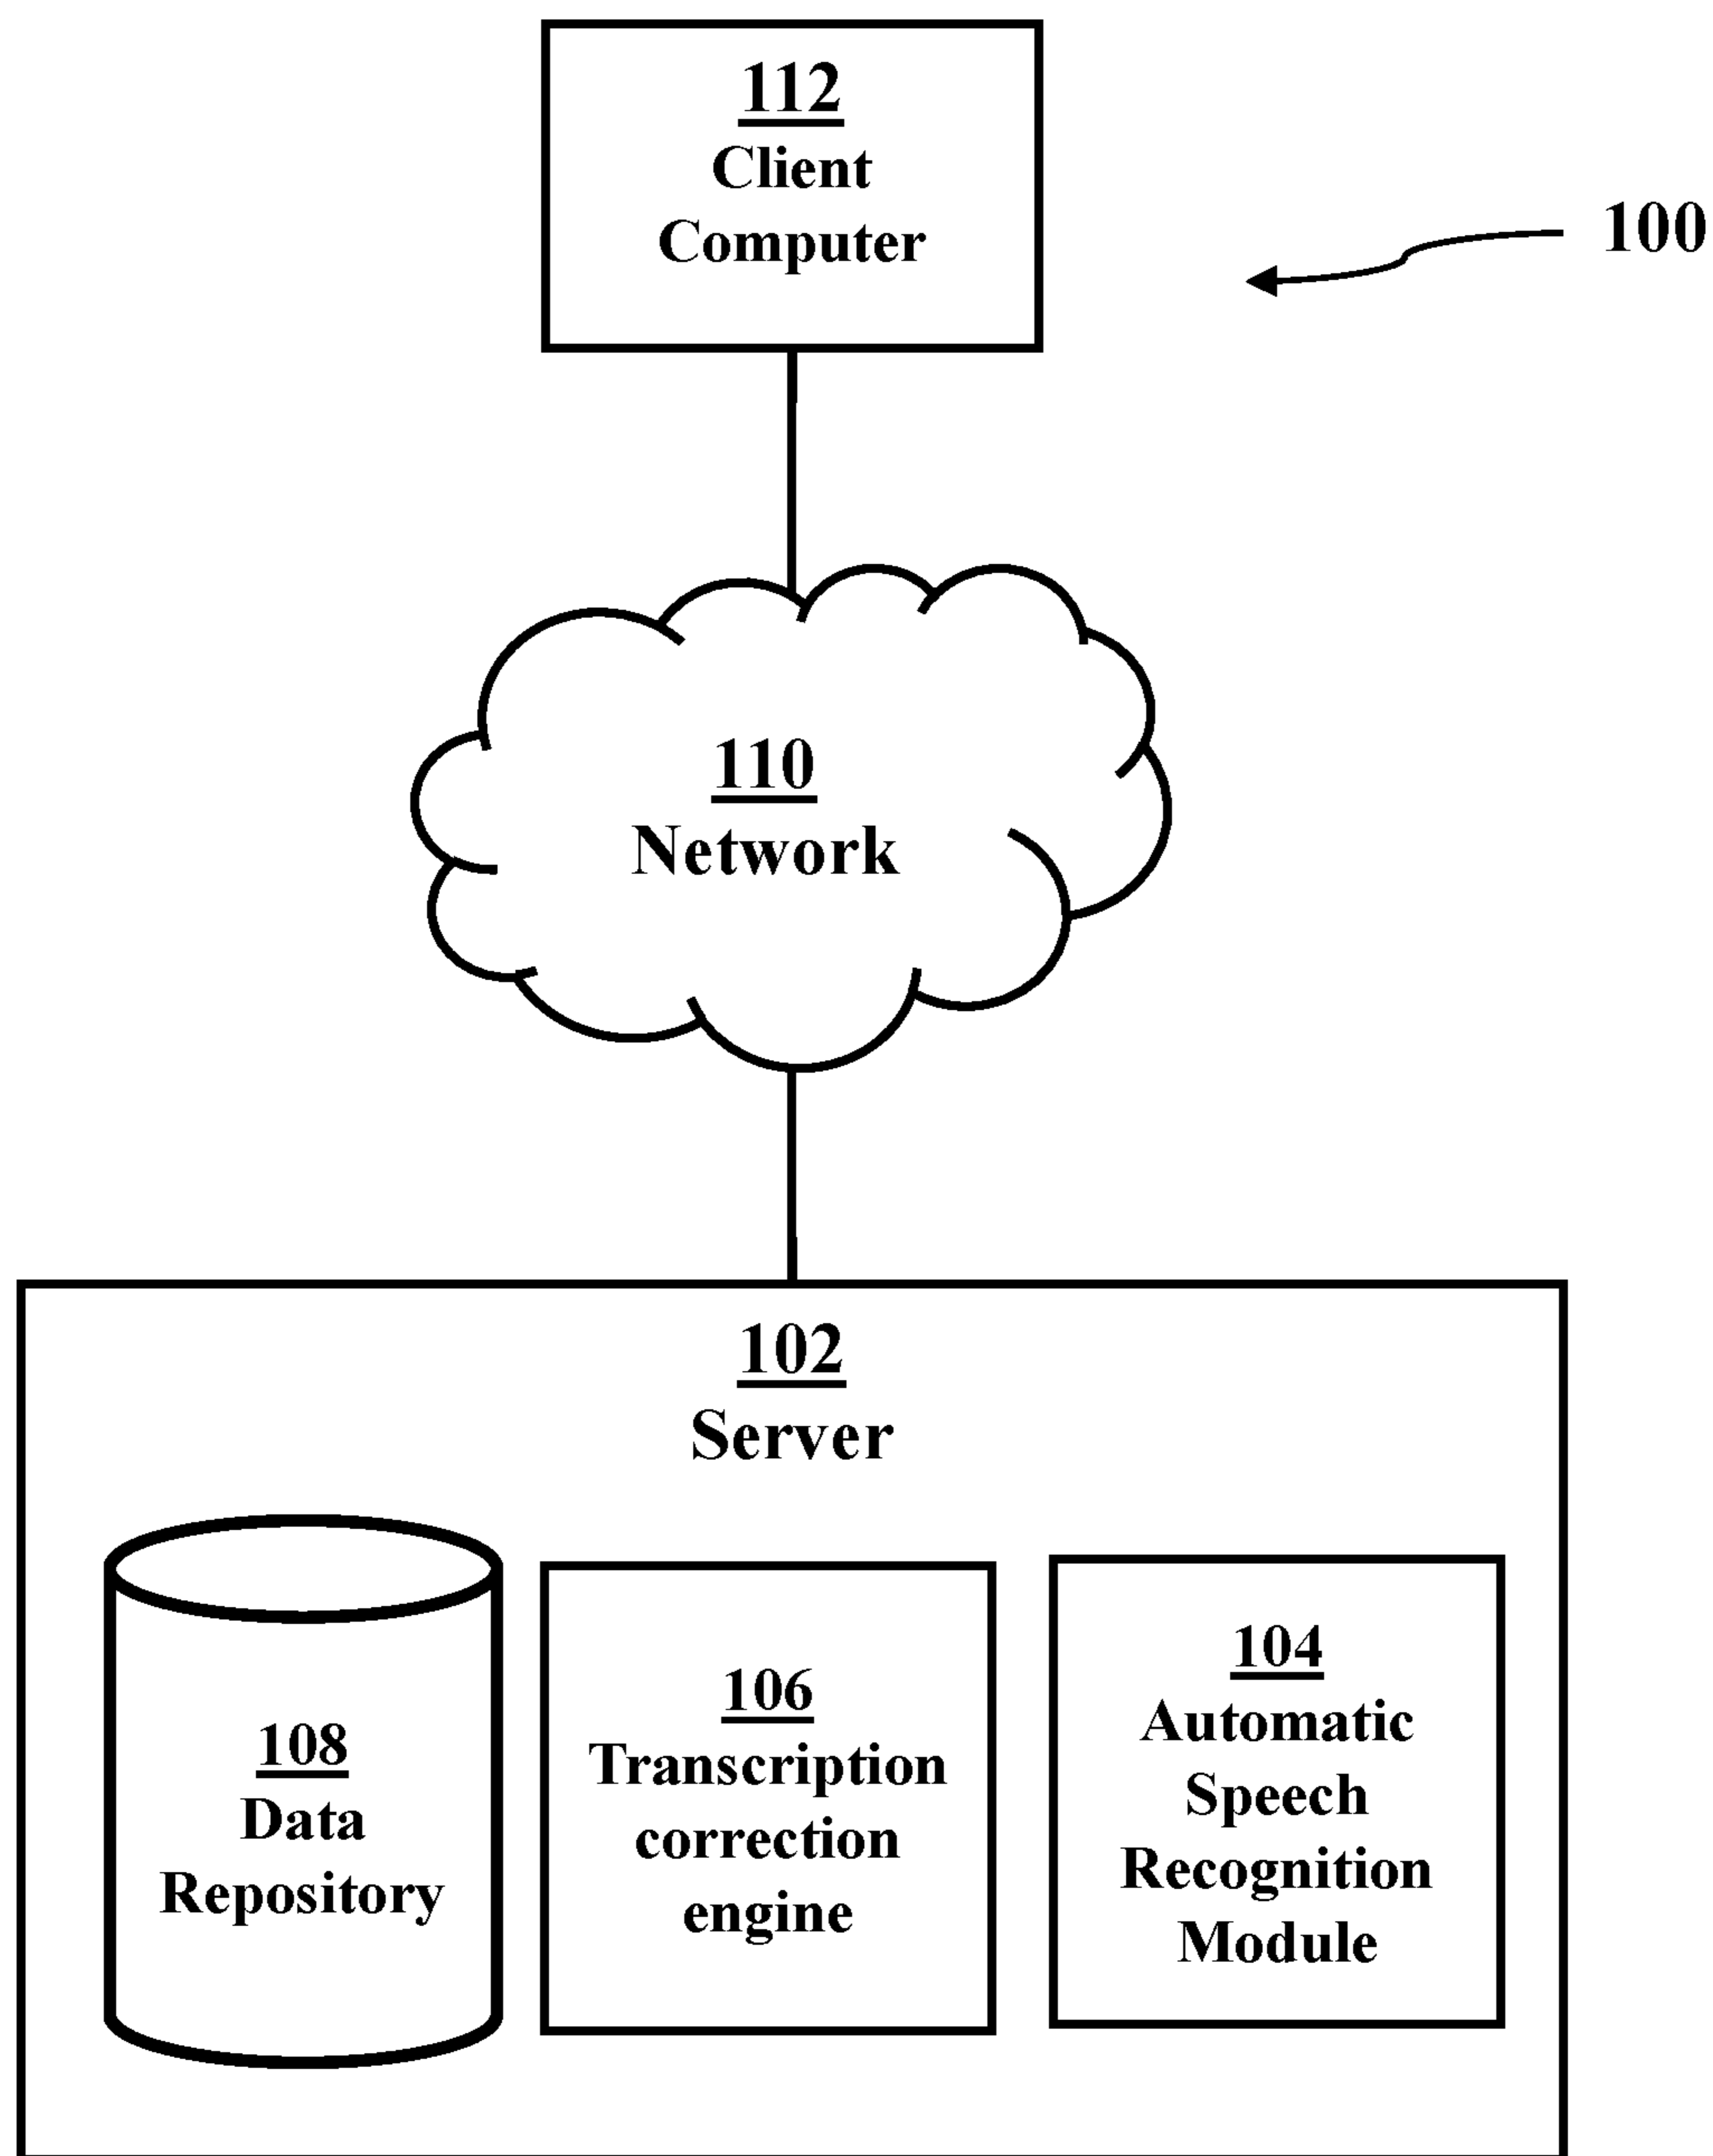 112
Client
Computer
100
110
Network
102
Server
108
Data
Repository
106
Transcription
correction
engine
104
Automatic
Speech
Recognition
Module